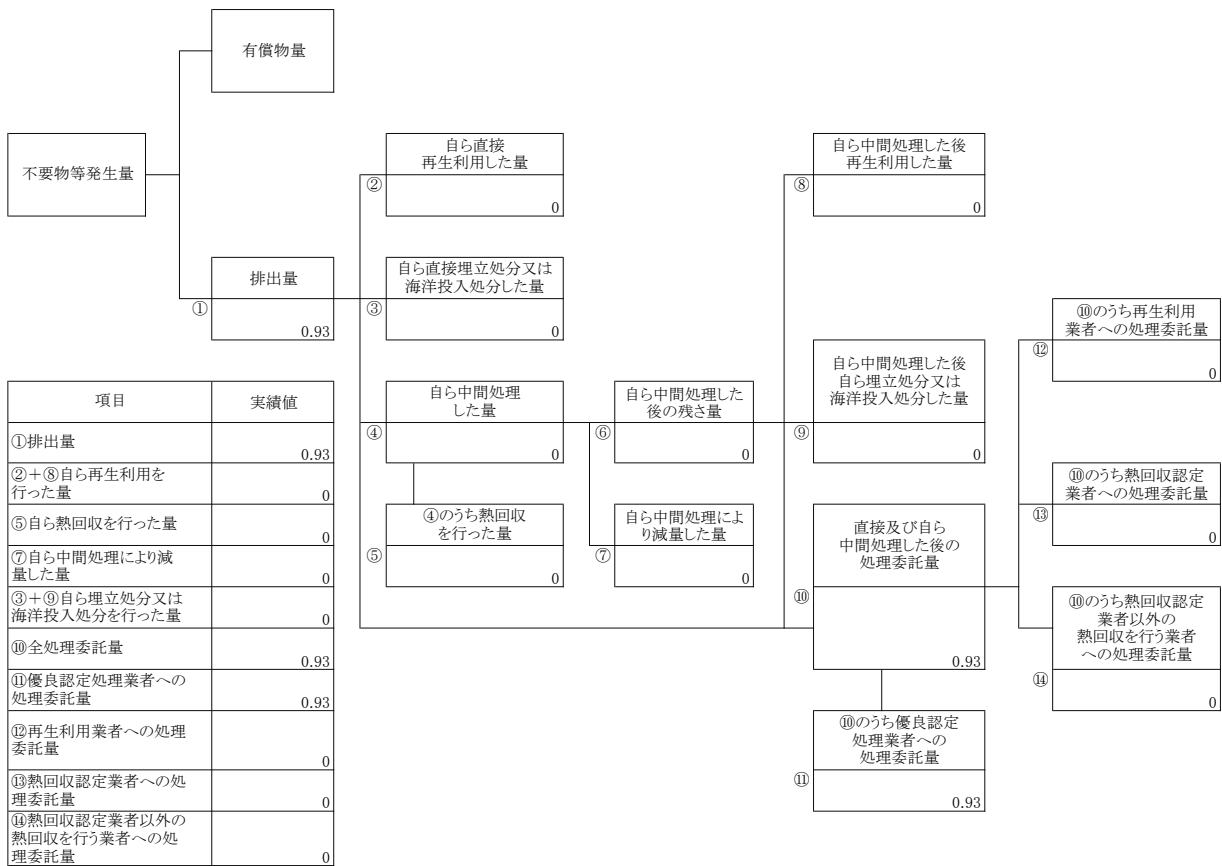 有償物量
不要物等発生量
自ら直接
再生利用した量
②
0
自ら中間処理した後
再生利用した量
⑧
0
排出量
①
0.93
自ら直接埋立処分又は
海洋投入処分した量
③
0
⑩のうち再生利用
業者への処理委託量
⑫
0
自ら中間処理
した量
④
0
自ら中間処理した
後の残さ量
⑥
0
自ら中間処理した後
自ら埋立処分又は
海洋投入処分した量
⑨
0
⑩のうち熱回収認定
業者への処理委託量
⑬
0
④のうち熱回収
を行った量
⑤
0
自ら中間処理によ
り減量した量
⑦
0
直接及び自ら
中間処理した後の
処理委託量
⑩
0.93
⑩のうち熱回収認定
業者以外の
熱回収を行う業者
への処理委託量
⑭
0
⑩のうち優良認定
処理業者への
処理委託量
⑪
0.93
項目 実績値
①排出量 0.93
②+⑧自ら再生利用を
行った量 0
⑤自ら熱回収を行った量 0
⑦自ら中間処理により減
量した量 0
③+⑨自ら埋立処分又は
海洋投入処分を行った量 0
⑩全処理委託量 0.93
⑪優良認定処理業者への
処理委託量 0.93
⑫再生利用業者への処理
委託量 0
⑬熱回収認定業者への処
理委託量 0
⑭熱回収認定業者以外の
熱回収を行う業者への処
理委託量 0